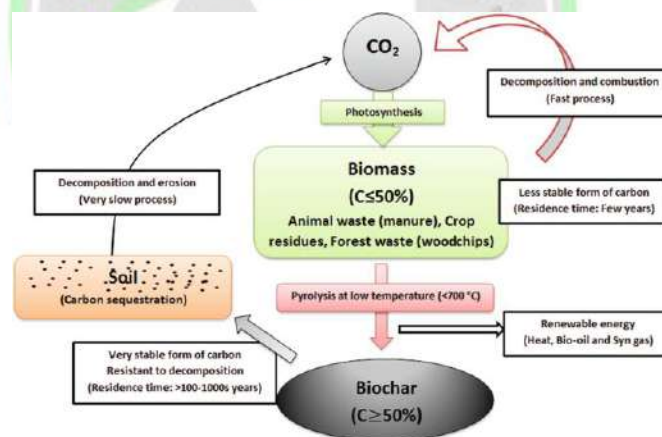 CO₂
Decomposition and combustion
(Fast process)
Photosynthesis
Biomass
(C≤50%)
Animal waste (manure), Crop
residues, Forest waste (woodchips)
Decomposition and erosion
(Very slow process)
Less stable form of carbon
(Residence time: Few years)
Soil
(Carbon sequestration)
Pyrolysis at low temperature (<700 °C)
Renewable energy
(Heat, Bio-oil and Syn gas)
Very stable form of carbon
Resistant to decomposition
(Residence time: >100-1000s years)
Biochar
(C≥50%)